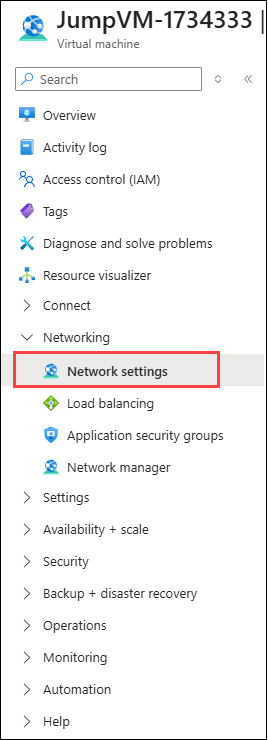 JumpVM-1734333 |
Virtual machine
Search
Overview
Activity log
Access control (IAM)
Tags
Diagnose and solve problems
Resource visualizer
Connect
Networking
Network settings
Load balancing
Application security groups
Network manager
Settings
Availability + scale
Security
Backup + disaster recovery
Operations
Monitoring
Automation
Help